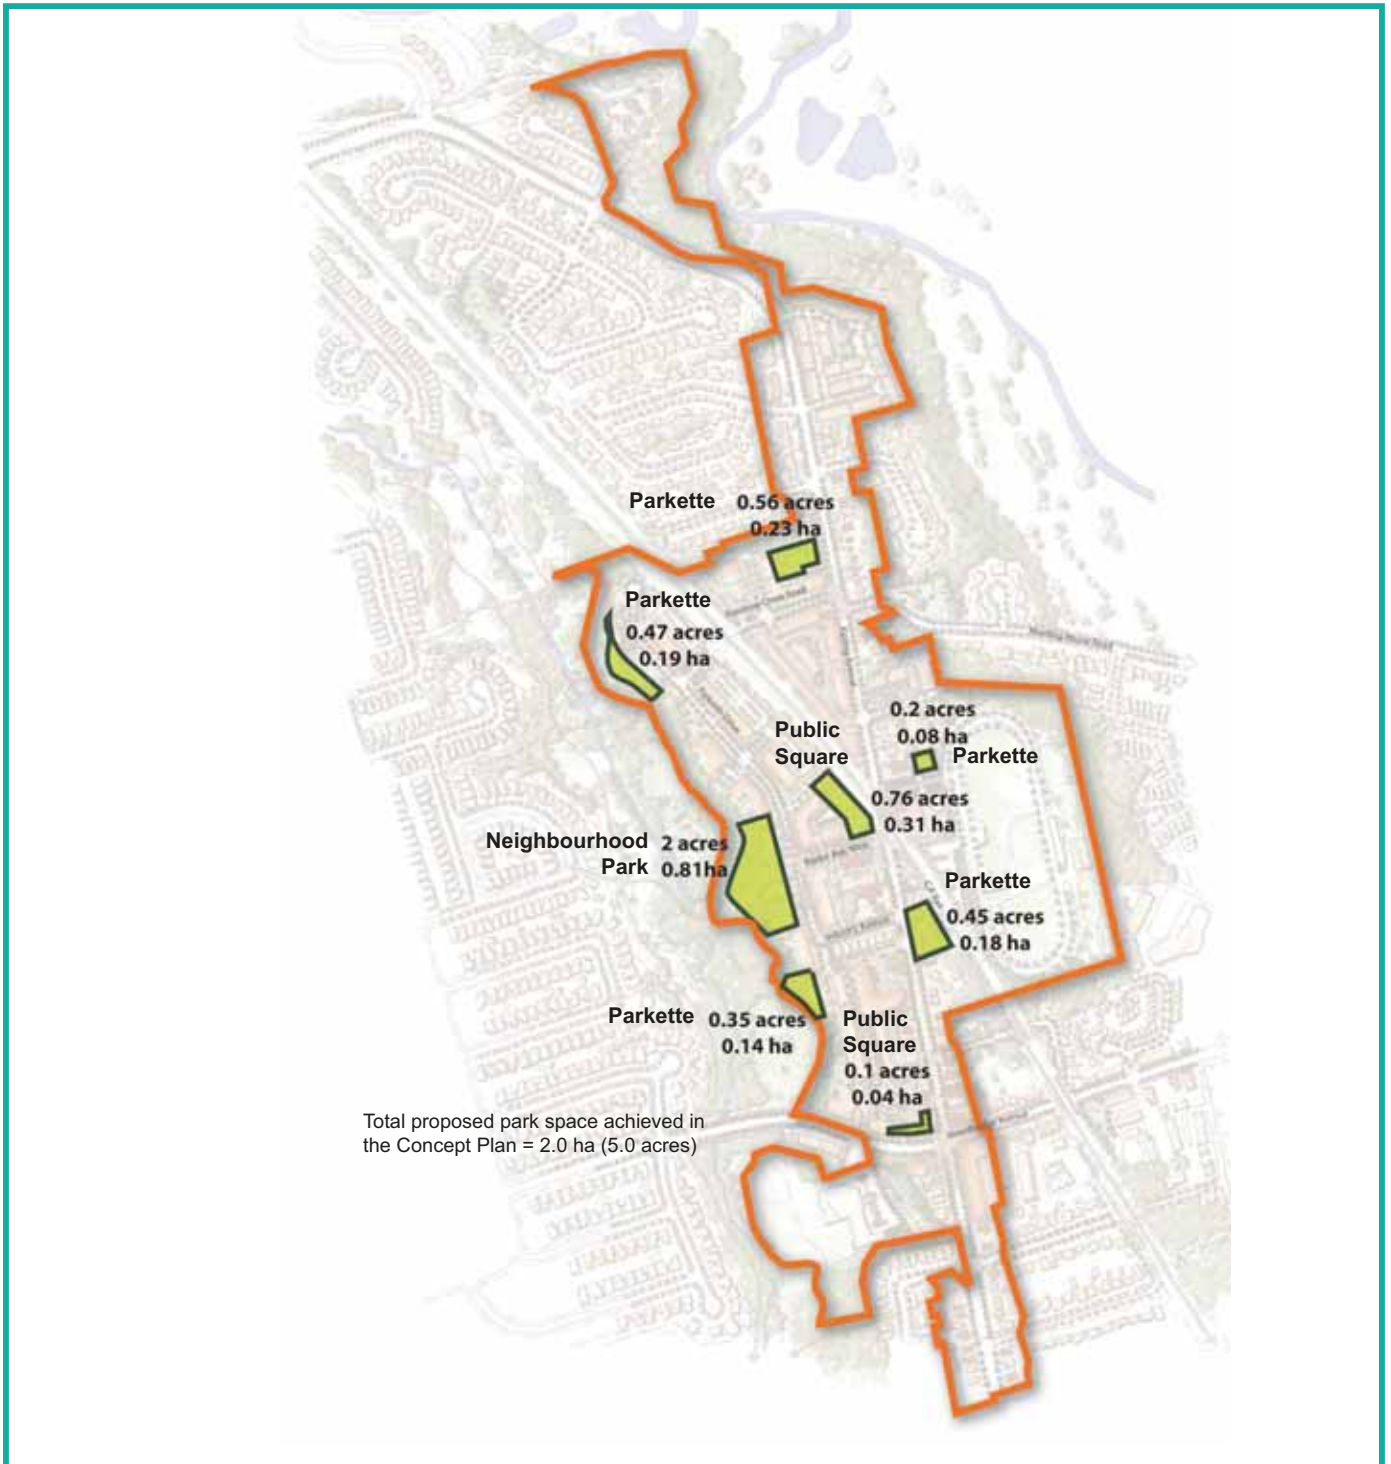 Parkette
0.56 acres
0.23 ha
Parkette
0.47 acres
0.19 ha
Public
Square
0.76 acres
0.31 ha
0.2 acres
0.08 ha
Parkette
Neighbourhood
Park
2 acres
0.81ha
Parkette
0.45 acres
0.18 ha
Parkette
0.35 acres
0.14 ha
Public
Square
0.1 acres
0.04 ha
Total proposed park space achieved in
the Concept Plan = 2.0 ha (5.0 acres)